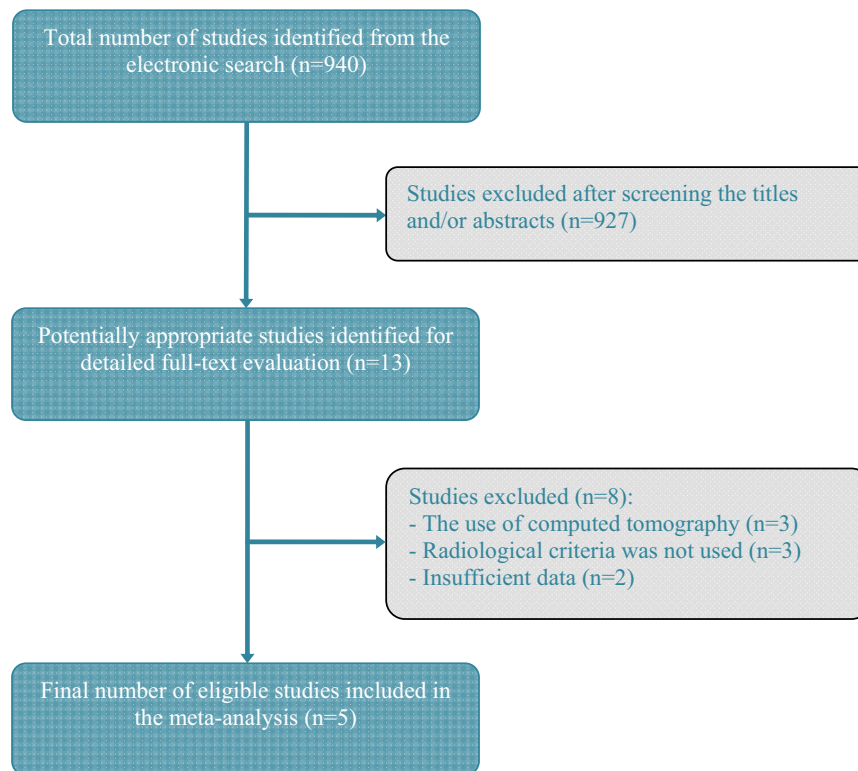 Total number of studies identified from the
electronic search (n=940)
Studies excluded after screening the titles
and/or abstracts (n=927)
Potentially appropriate studies identified for
detailed full-text evaluation (n=13)
Studies excluded (n=8):
- The use of computed tomography (n=3)
- Radiological criteria was not used (n=3)
- Insufficient data (n=2)
Final number of eligible studies included in
the meta-analysis (n=5)